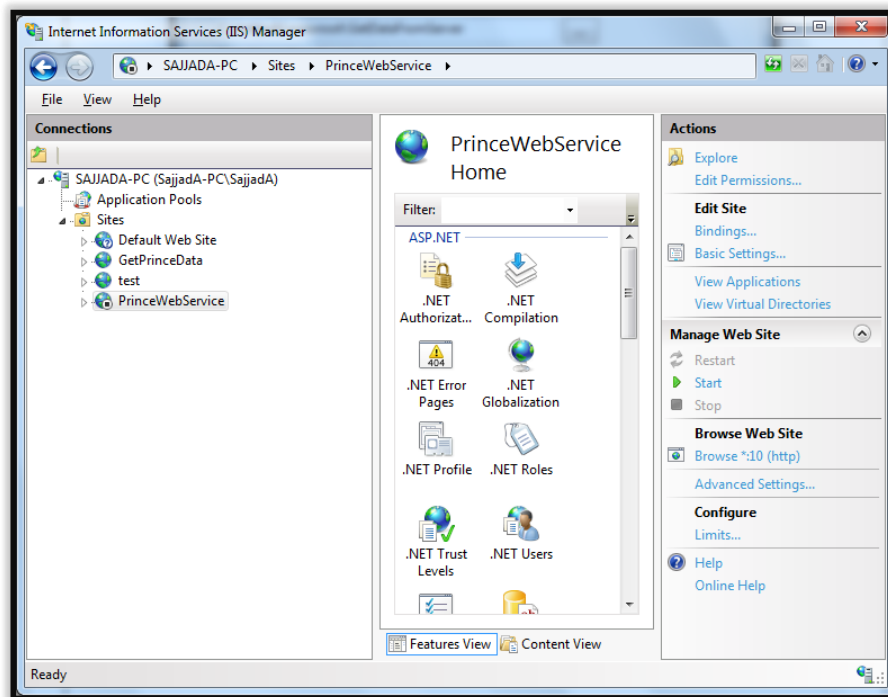 Internet Information Services (IIS) Manager
SAJJADA-PC Sites PrinceWebService
File View Help
Connections
SAJJADA-PC (SajjadA-PC\SajjadA)
Application Pools
Sites
Default Web Site
GetPrinceData
test
PrinceWebService
PrinceWebService
Home
Filter:
ASP.NET
.NET
Authorizat...
.NET
Compilation
404
.NET Error
Pages
.NET
Globalization
.NET Profile
.NET Roles
.NET Trust
Levels
.NET Users
ab
Features View
Content View
Actions
Explore
Edit Permissions...
Edit Site
Bindings...
Basic Settings...
View Applications
View Virtual Directories
Manage Web Site
Restart
Start
Stop
Browse Web Site
Browse *:10 (http)
Advanced Settings...
Configure
Limits...
Help
Online Help
Ready